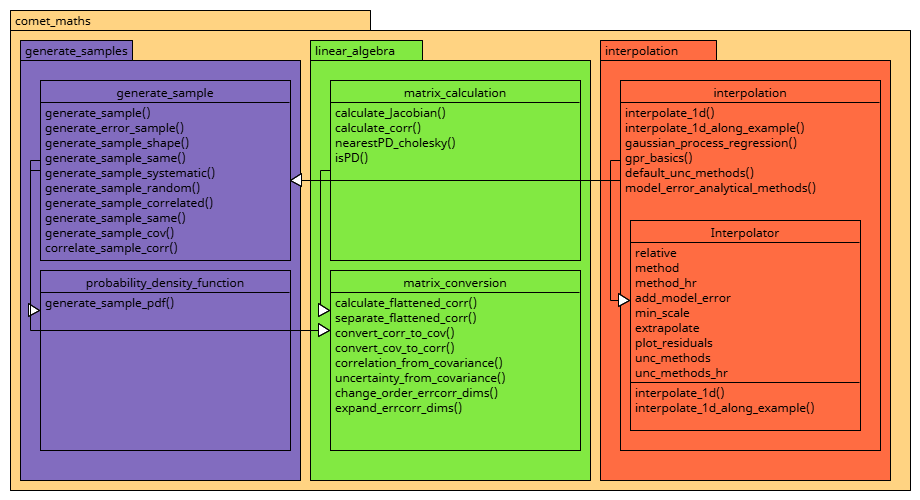 comet_maths
generate_samples
generate_sample
generate_sample()
generate_error_sample()
generate_sample_shape()
generate_sample_same()
generate_sample_systematic()
generate_sample_random()
generate_sample_correlated()
generate_sample_same()
generate_sample_cov()
correlate_sample_corr()
probability_density_function
generate_sample_pdf()
linear_algebra
matrix_calculation
calculate_Jacobian()
calculate_corr()
nearestPD_cholesky()
isPD()
matrix_conversion
calculate_flattened_corr()
separate_flattened_corr()
convert_corr_to_cov()
convert_cov_to_corr()
correlation_from_covariance()
uncertainty_from_covariance()
change_order_errcorr_dims()
expand_errcorr_dims()
interpolation
interpolation
interpolate_1d()
interpolate_1d_along_example()
gaussian_process_regression()
gpr_basics()
default_unc_methods()
model_error_analytical_methods()
Interpolator
relative
method
method_hr
add_model_error
min_scale
extrapolate
plot_residuals
unc_methods
unc_methods_hr
interpolate_1d()
interpolate_1d_along_example()